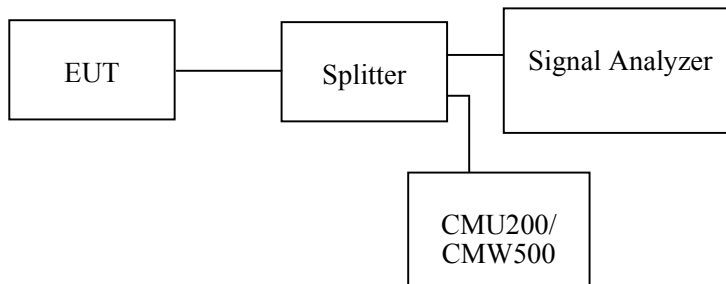 EUT
Splitter
Signal Analyzer
CMU200/
CMW500